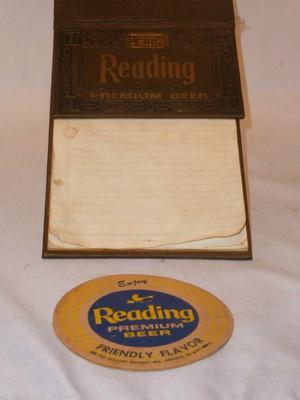 Reading
PREMIUM BEER
Enjoy
Reading
PREMIUM
BEER
FRIENDLY FLAVOR